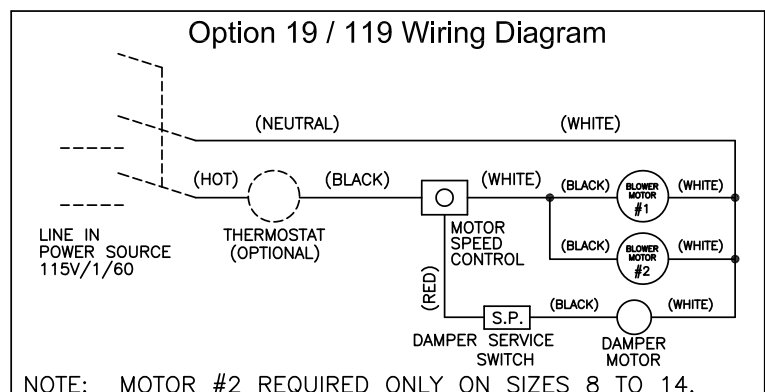 Option 19 / 119 Wiring Diagram
(NEUTRAL)
(WHITE)
(HOT)
(BLACK)
(WHITE)
(BLACK)
BLOWER
MOTOR
#1
(WHITE)
LINE IN
POWER SOURCE
115V/1/60
THERMOSTAT
(OPTIONAL)
MOTOR
SPEED
CONTROL
(BLACK)
BLOWER
MOTOR
#2
(WHITE)
(RED)
S.P.
(BLACK)
(WHITE)
DAMPER SERVICE
SWITCH
DAMPER
MOTOR
NOTE: MOTOR #2 REQUIRED ONLY ON SIZES 8 TO 14.